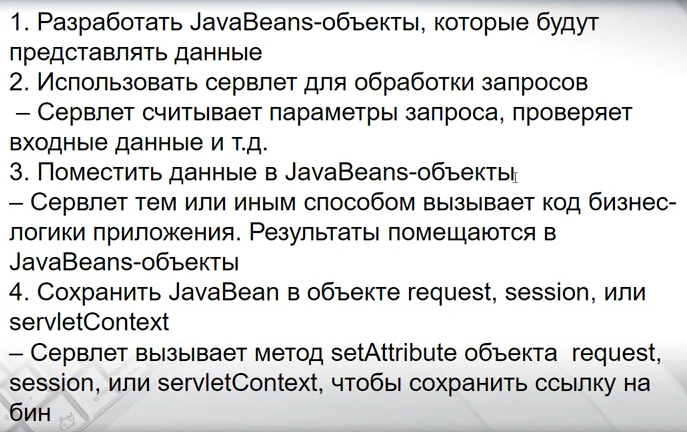 1. Разработать JavaBeans-объекты, которые будут
представлять данные
2. Использовать сервлет для обработки запросов
– Сервлет считывает параметры запроса, проверяет
входные данные и т.д.
3. Поместить данные в JavaBeans-объекты
– Сервлет тем или иным способом вызывает код бизнес-
логики приложения. Результаты помещаются в
JavaBeans-объекты
4. Сохранить JavaBean в объекте request, session, или
servletContext
– Сервлет вызывает метод setAttribute объекта  request,
session, или servletContext, чтобы сохранить ссылку на
бин